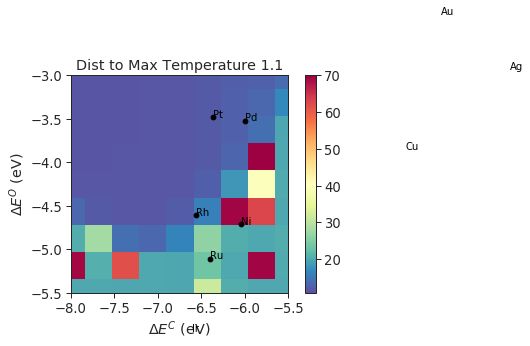 Au
Dist to Max Temperature 1.1
Ag
−3.0
−3.5
−4.0
−4.5
−5.0
−5.5
ΔE^O (eV)
Pt
Pd
Cu
Rh
Ni
Ru
70
60
50
40
30
20
−8.0 −7.5 −7.0 −6.5 −6.0 −5.5
ΔE^C (eV)
Ir